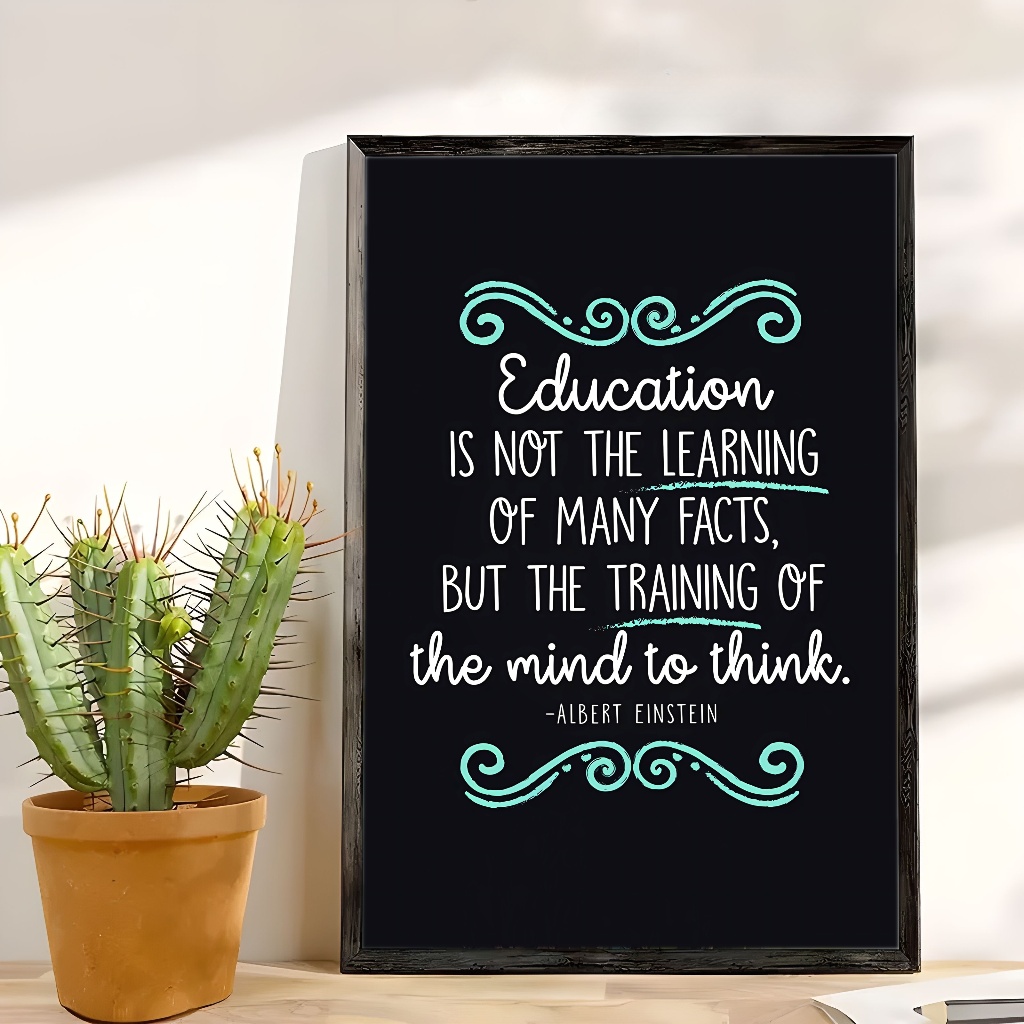 Education
IS NOT THE LEARNING
OF MANY FACTS,
BUT THE TRAINING OF
the mind to think.
-ALBERT EINSTEIN